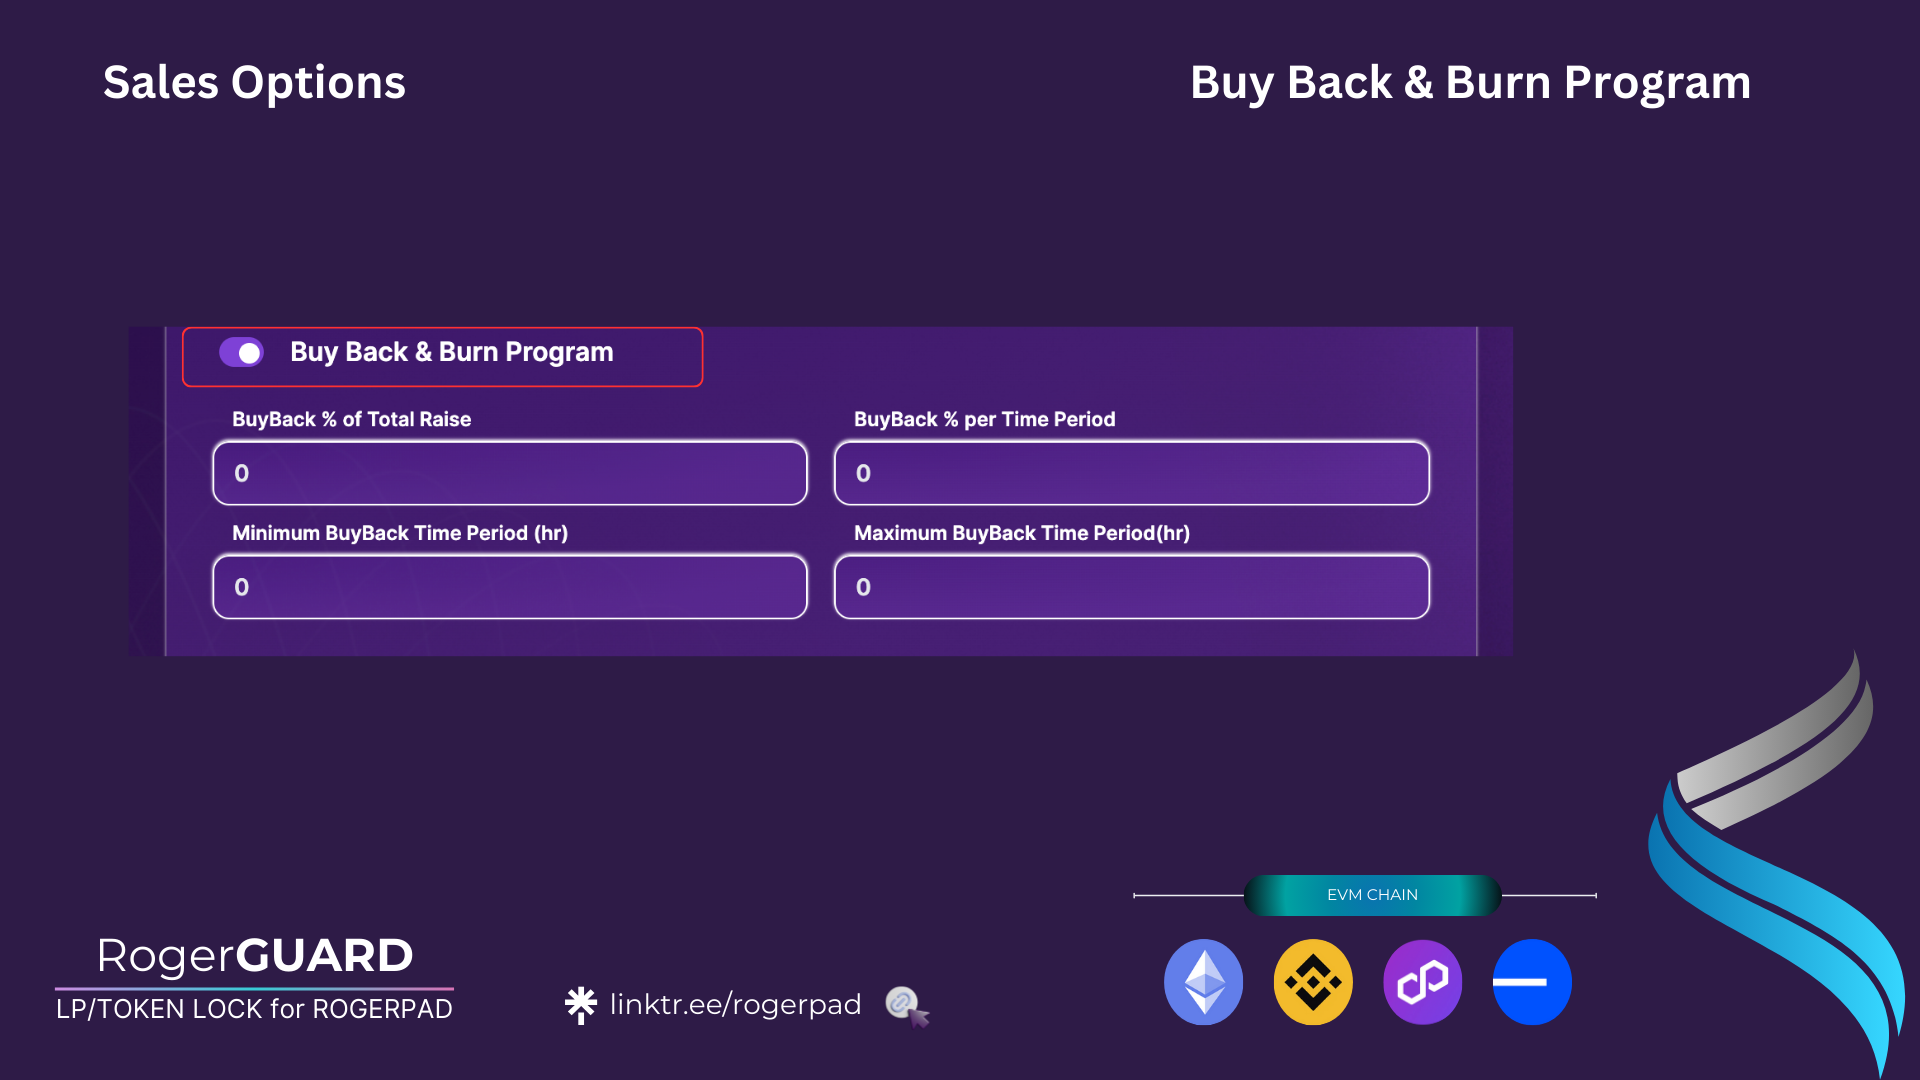 Sales Options
Buy Back & Burn Program
Buy Back & Burn Program
BuyBack % of Total Raise
BuyBack % per Time Period
0
0
Minimum BuyBack Time Period (hr)
Maximum BuyBack Time Period(hr)
0
0
EVM CHAIN
RogerGUARD
LP/TOKEN LOCK for ROGERPAD
linktr.ee/rogerpad